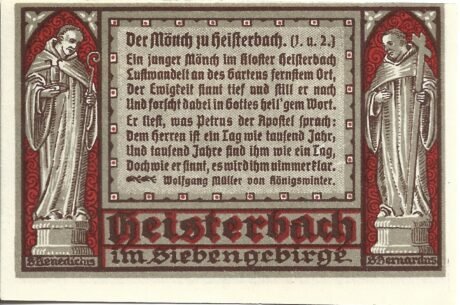 Der Mönch zu Heisterbach. (1. u. 2.)
Ein junger Mönch im Kloster Heisterbach
Lustwandelt an des Gartens fernstem Ort,
Der Ewigkeit sinnt tief und still er nach
Und forscht dabei in Gottes heil'gem Wort.
Er liest, was Petrus der Apostel sprach:
Dem Herren ist ein Tag wie tausend Jahr,
Und tausend Jahre sind ihm wie ein Tag,
Doch wie er sinnt, es wird ihm nimmer klar.
Wolfgang Müller von Königswinter.
Heisterbach
im Siebengebirge
S. Benedictus
S. Bernardus